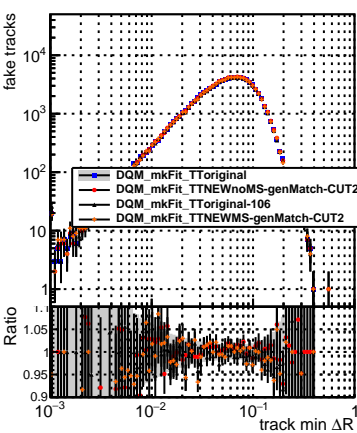 fake tracks
10⁴
10³
10²
DQM_mkFit_TToriginal
DQM_mkFit_TTNEWnoMS-genMatch-CUT2
DQM_mkFit_TToriginal-106
DQM_mkFit_TTNEWMS-genMatch-CUT2
10
1
Ratio
1.1
1.05
1
0.95
0.9
10⁻³ 10⁻² 10⁻¹ 1
track min ΔR